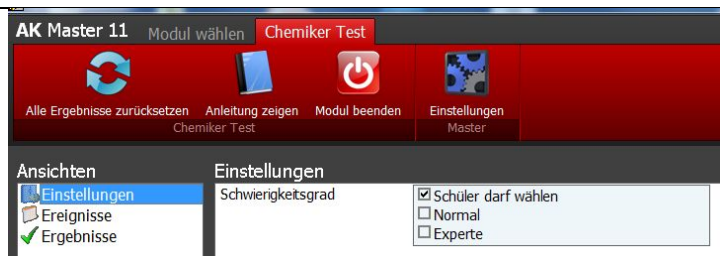 AK Master 11 Modul wählen Chemiker Test
Alle Ergebnisse zurücksetzen Anleitung zeigen Modul beenden Einstellungen
Chemiker Test Master
Ansichten Einstellungen
Einstellungen Schwierigkeitsgrad Schüler darf wählen
Ereignisse Normal
Ergebnisse Experte